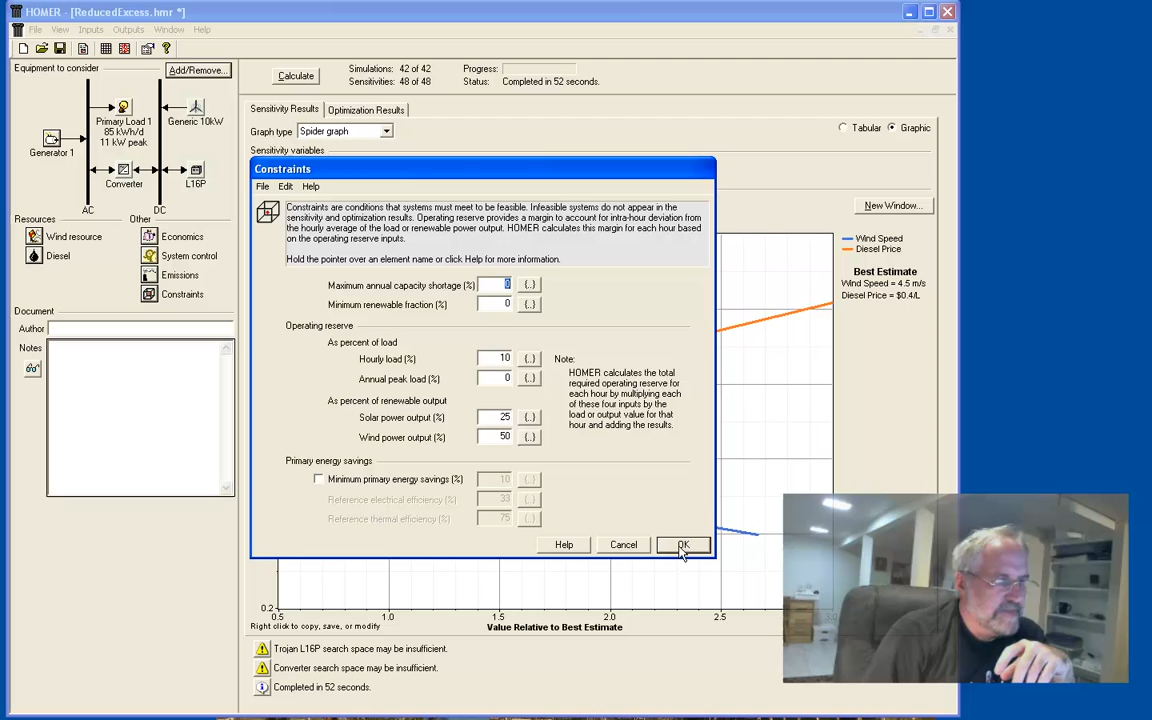 HOMER - [ReducedExcess.hmr *]
File View Inputs Outputs Window Help
Equipment to consider
Add/Remove...
Calculate
Simulations: 42 of 42
Sensitivities: 48 of 48
Progress:
Status: Completed in 52 seconds.
Primary Load 1
85 kWh/d
11 kW peak
Generic 10kW
Generator 1
Converter
L16P
AC
DC
Sensitivity Results
Optimization Results
Graph type
Spider graph
Tabular
Graphic
Sensitivity variables
New Window...
Resources
Other
Wind resource
Economics
Diesel
System control
Emissions
Constraints
Document
Author
Notes
Constraints
File Edit Help
Constraints are conditions that systems must meet to be feasible. Infeasible systems do not appear in the
sensitivity and optimization results. Operating reserve provides a margin to account for intra-hour deviation from
the hourly average of the load or renewable power output. HOMER calculates this margin for each hour based
on the operating reserve inputs.
Hold the pointer over an element name or click Help for more information.
Maximum annual capacity shortage (%) 0 {..}
Minimum renewable fraction (%) 0 {..}
Operating reserve
As percent of load
Hourly load (%) 10 {..}
Annual peak load (%) 0 {..}
As percent of renewable output
Solar power output (%) 25 {..}
Wind power output (%) 50 {..}
Note:
HOMER calculates the total
required operating reserve for
each hour by multiplying each
of these four inputs by the
load or output value for that
hour and adding the results.
Primary energy savings
Minimum primary energy savings (%) 10 {..}
Reference electrical efficiency (%) 33 {..}
Reference thermal efficiency (%) 75 {..}
Help
Cancel
OK
Wind Speed
Diesel Price
Best Estimate
Wind Speed = 4.5 m/s
Diesel Price = $0.4/L
0.2
0.5
1.0
1.5
2.0
2.5
3.0
Right click to copy, save, or modify
Value Relative to Best Estimate
Trojan L16P search space may be insufficient.
Converter search space may be insufficient.
Completed in 52 seconds.